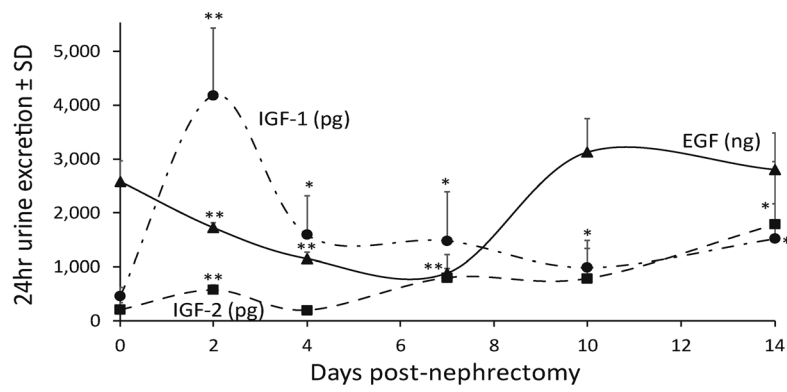 24hr urine excretion ± SD
5,000
4,000
3,000
2,000
1,000
0
**
IGF-1 (pg)
EGF (ng)
*
*
**
**
*
*
*
**
**
IGF-2 (pg)
0 2 4 6 8 10 12 14
Days post-nephrectomy